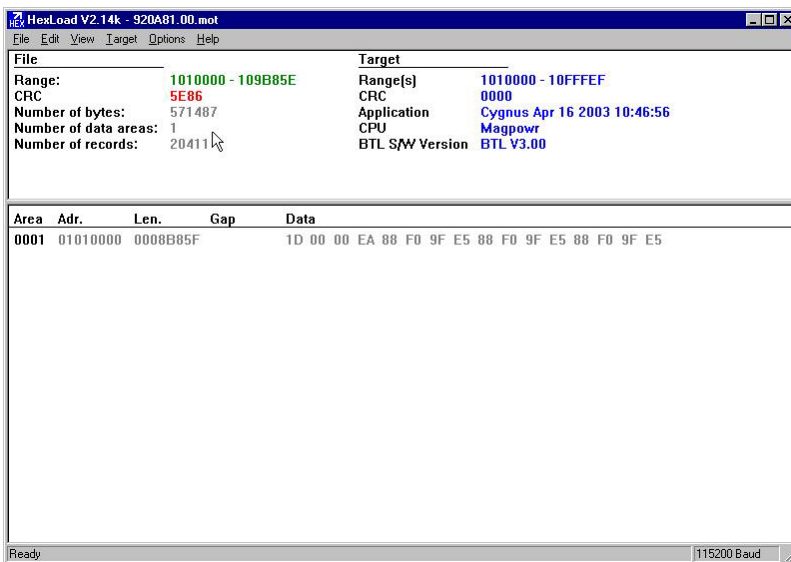 HexLoad V2.14k - 920A81.00.mot
File Edit View Target Options Help
File
Range: 1010000 - 109B85E
CRC 5E86
Number of bytes: 571487
Number of data areas: 1
Number of records: 20411
Target
Range(s) 1010000 - 10FFFEF
CRC 0000
Application Cygnus Apr 16 2003 10:46:56
CPU Magpowr
BTL S/W Version BTL V3.00
Area Adr. Len. Gap Data
0001 01010000 0008B85F 1D 00 00 EA 88 F0 9F E5 88 F0 9F E5 88 F0 9F E5
Ready 115200 Baud